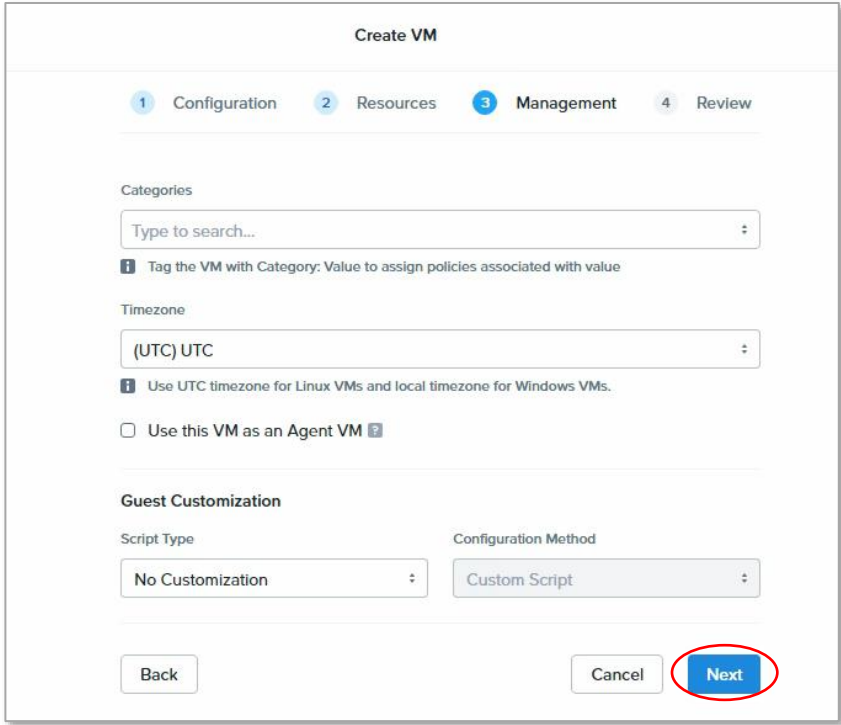 Create VM
1 Configuration 2 Resources 3 Management 4 Review
Categories
Type to search...
i Tag the VM with Category: Value to assign policies associated with value
Timezone
(UTC) UTC
i Use UTC timezone for Linux VMs and local timezone for Windows VMs.
Use this VM as an Agent VM ?
Guest Customization
Script Type Configuration Method
No Customization Custom Script
Back Cancel Next